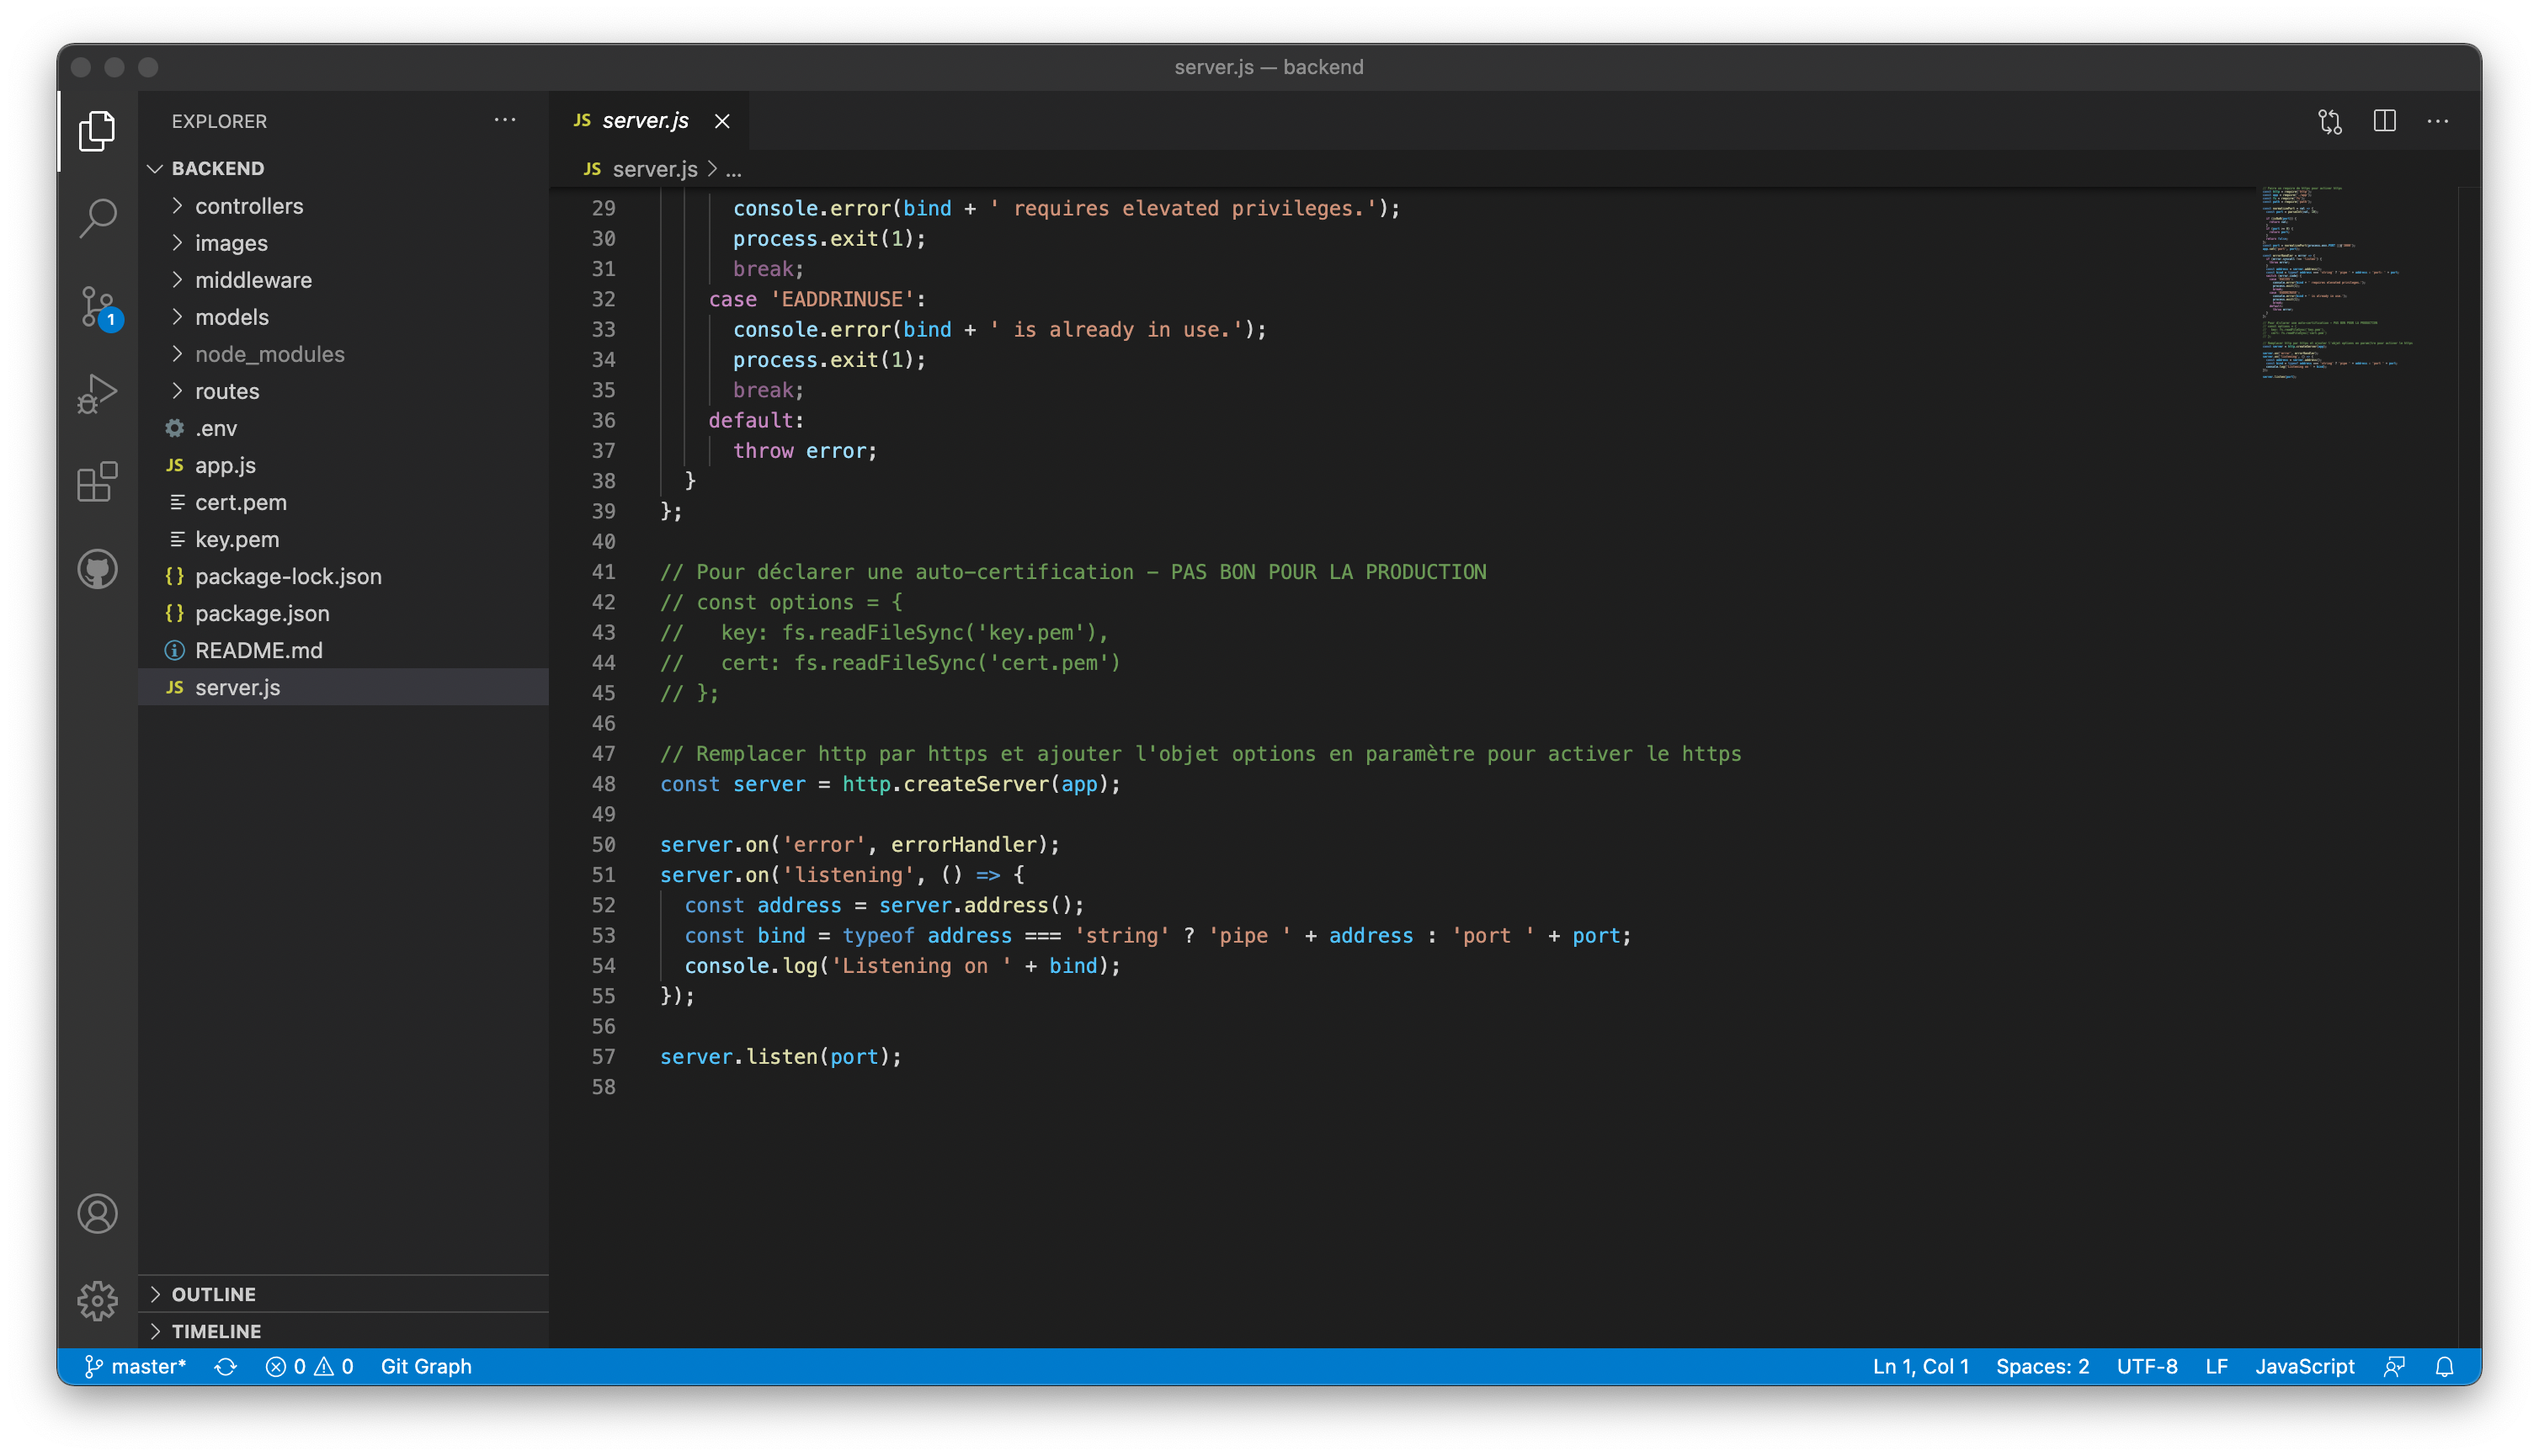 server.js — backend
EXPLORER
BACKEND
controllers
images
middleware
models
node_modules
routes
.env
JS app.js
cert.pem
key.pem
{} package-lock.json
{} package.json
README.md
JS server.js
OUTLINE
TIMELINE
1
JS server.js
JS server.js > ...
29 console.error(bind + ' requires elevated privileges.');
30 process.exit(1);
31 break;
32 case 'EADDRINUSE':
33 console.error(bind + ' is already in use.');
34 process.exit(1);
35 break;
36 default:
37 throw error;
38 }
39 };
40
41 // Pour déclarer une auto-certification - PAS BON POUR LA PRODUCTION
42 // const options = {
43 //   key: fs.readFileSync('key.pem'),
44 //   cert: fs.readFileSync('cert.pem')
45 // };
46
47 // Remplacer http par https et ajouter l'objet options en paramètre pour activer le https
48 const server = http.createServer(app);
49
50 server.on('error', errorHandler);
51 server.on('listening', () => {
52 const address = server.address();
53 const bind = typeof address === 'string' ? 'pipe ' + address : 'port ' + port;
54 console.log('Listening on ' + bind);
55 });
56
57 server.listen(port);
58
master* 0 0 Git Graph
Ln 1, Col 1 Spaces: 2 UTF-8 LF JavaScript